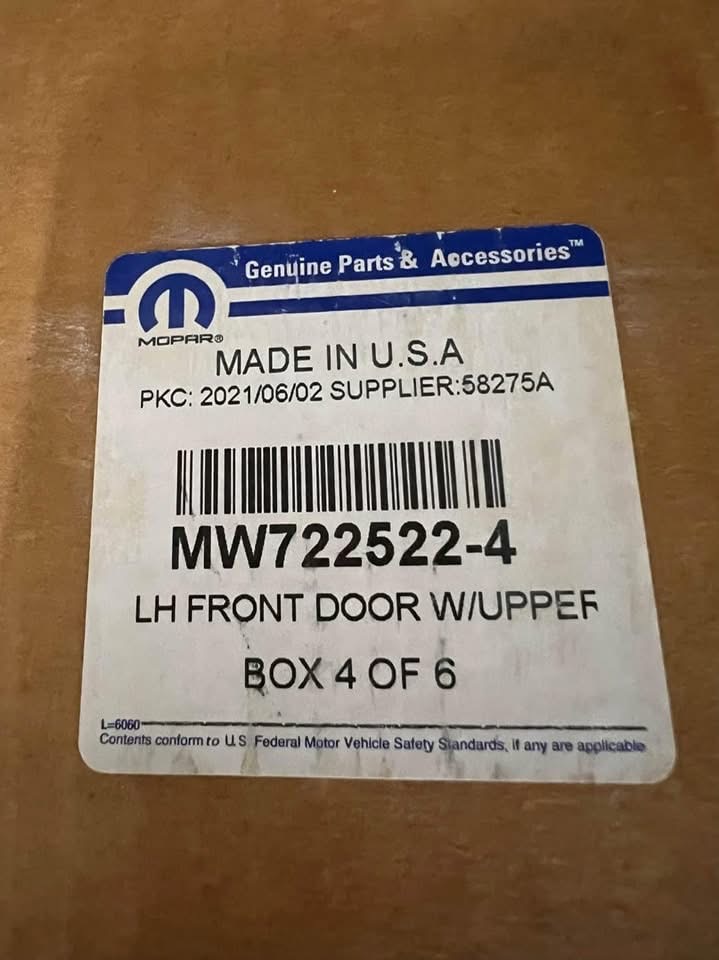 Genuine Parts & Accessories™
MOPAR®
MADE IN U.S.A
PKC: 2021/06/02 SUPPLIER:58275A
MW722522-4
LH FRONT DOOR W/UPPER
BOX 4 OF 6
L=6060
Contents conform to U.S. Federal Motor Vehicle Safety Standards, if any are applicable